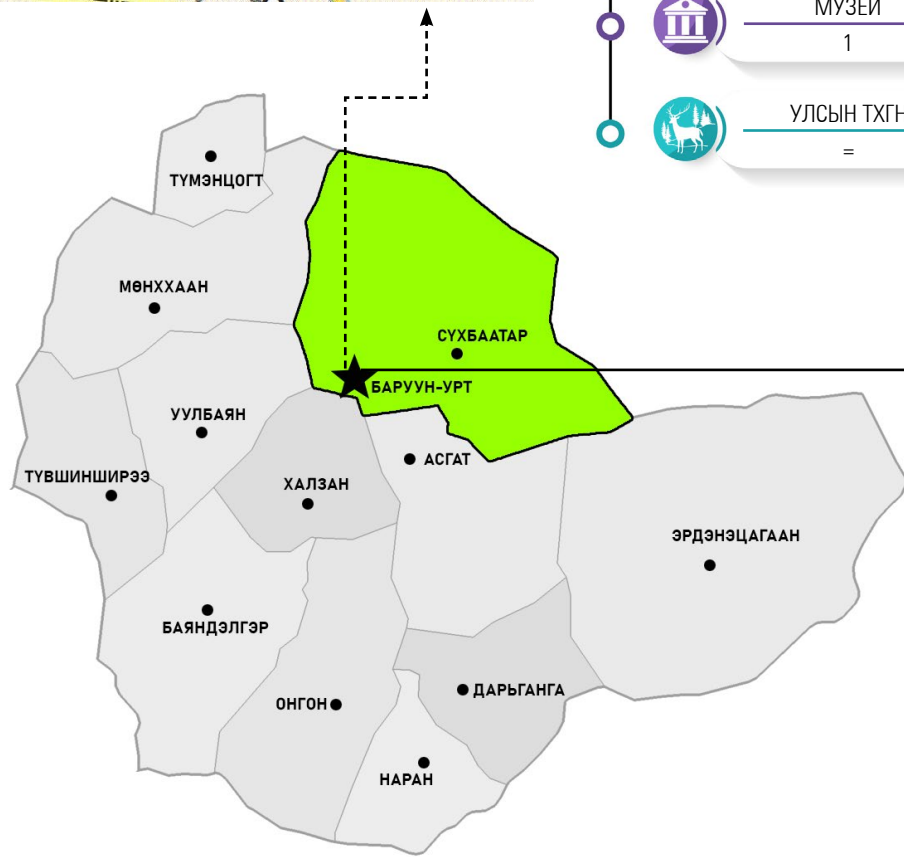 МУЗЕЙ
1
УЛСЫН ТХГН
=
ТҮМЭНЦОГТ
МӨНХХААН
СҮХБААТАР
БАРУУН-УРТ
УУЛБАЯН
АСГАТ
ТҮВШИНШИРЭЭ
ХАЛЗАН
ЭРДЭНЭЦАГААН
БАЯНДЭЛГЭР
ДАРЬГАНГА
ОНГОН
НАРАН